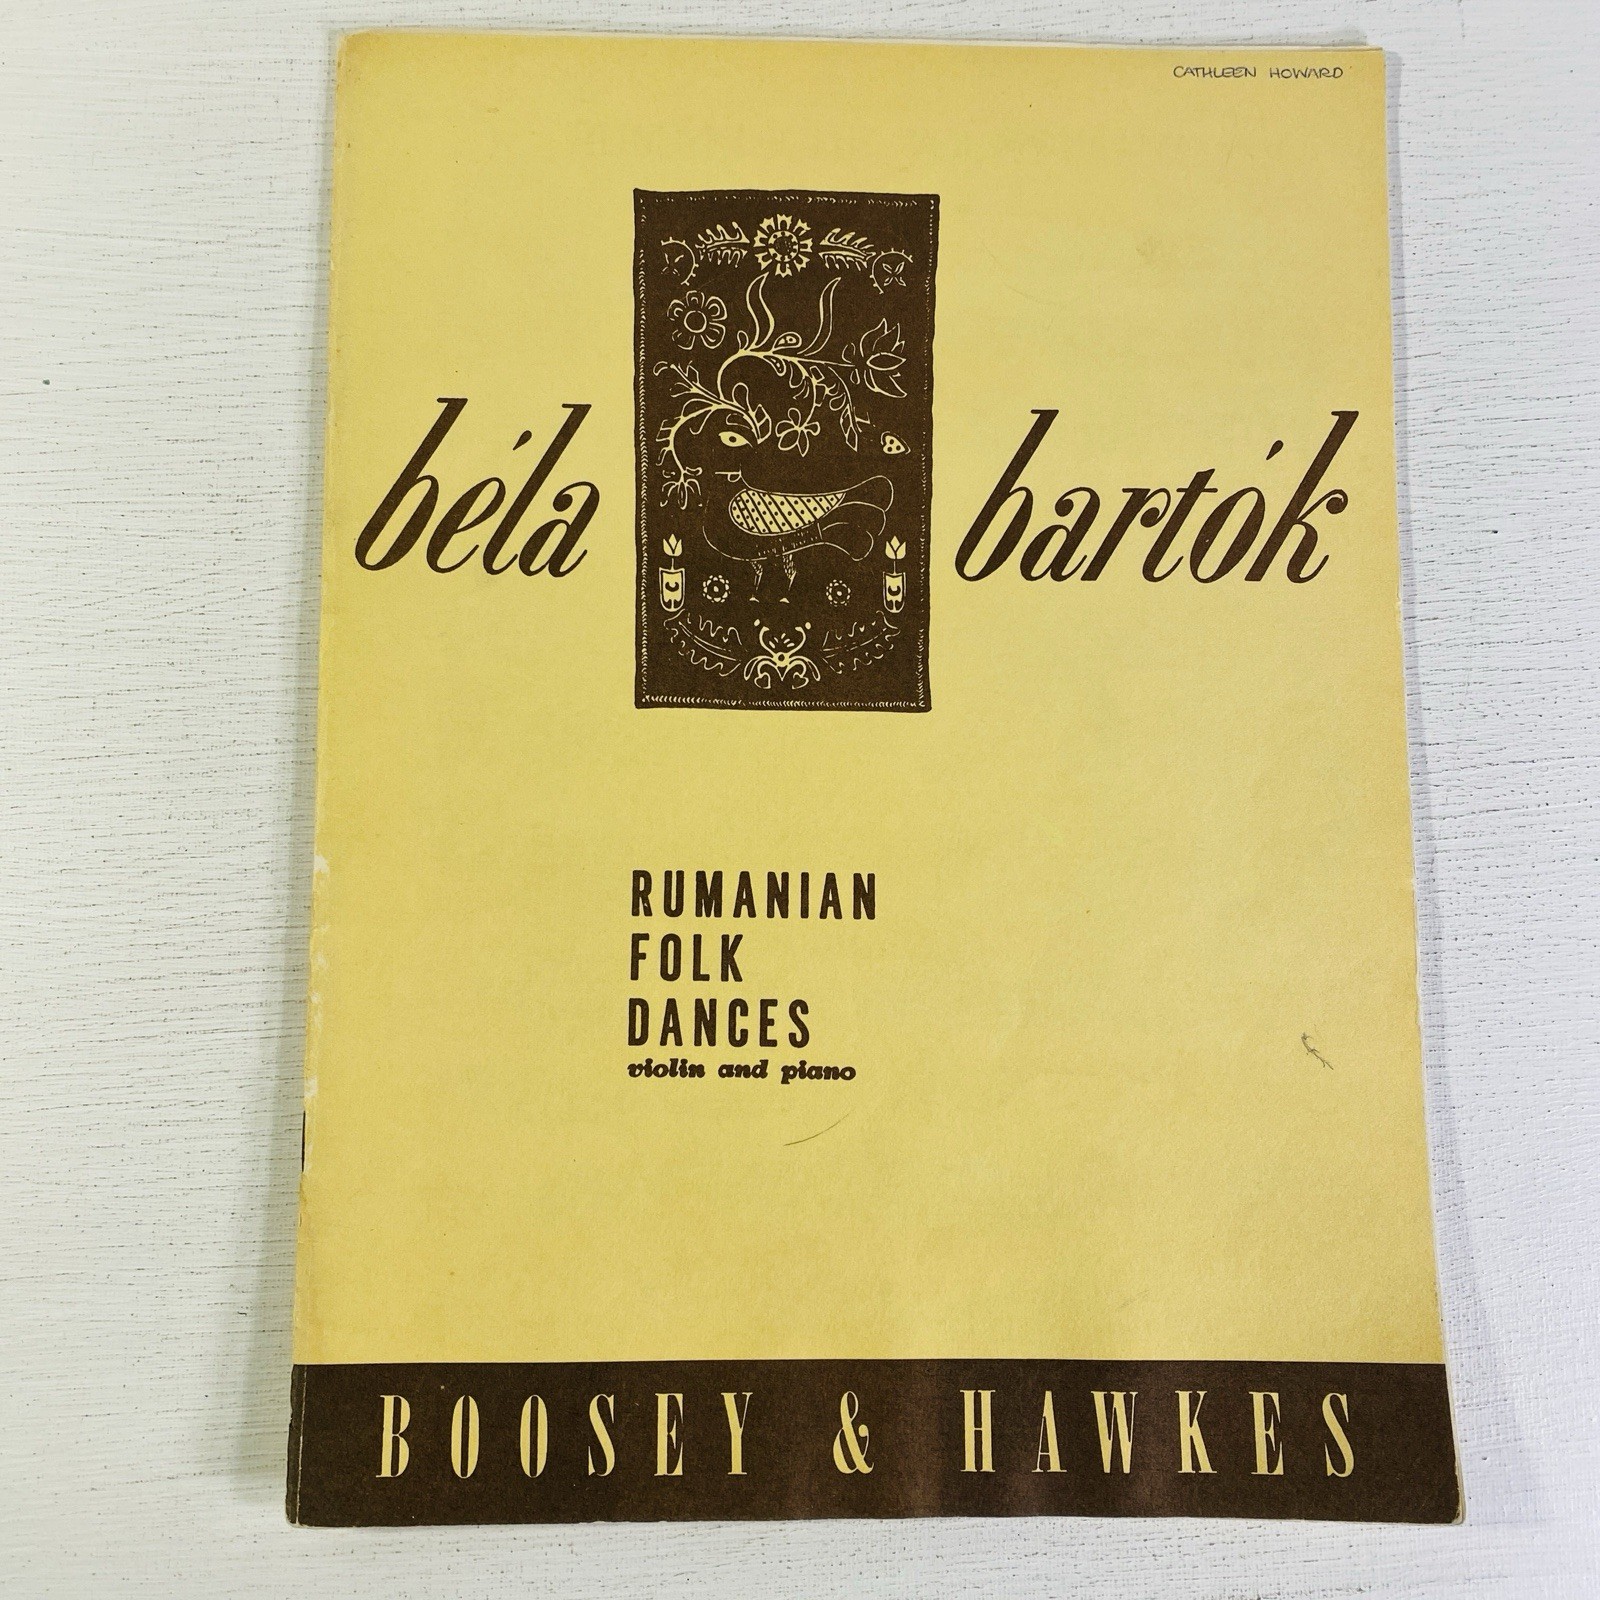 CATHLEEN HOWARD
béla bartók
RUMANIAN
FOLK
DANCES
violin and piano
BOOSEY & HAWKES